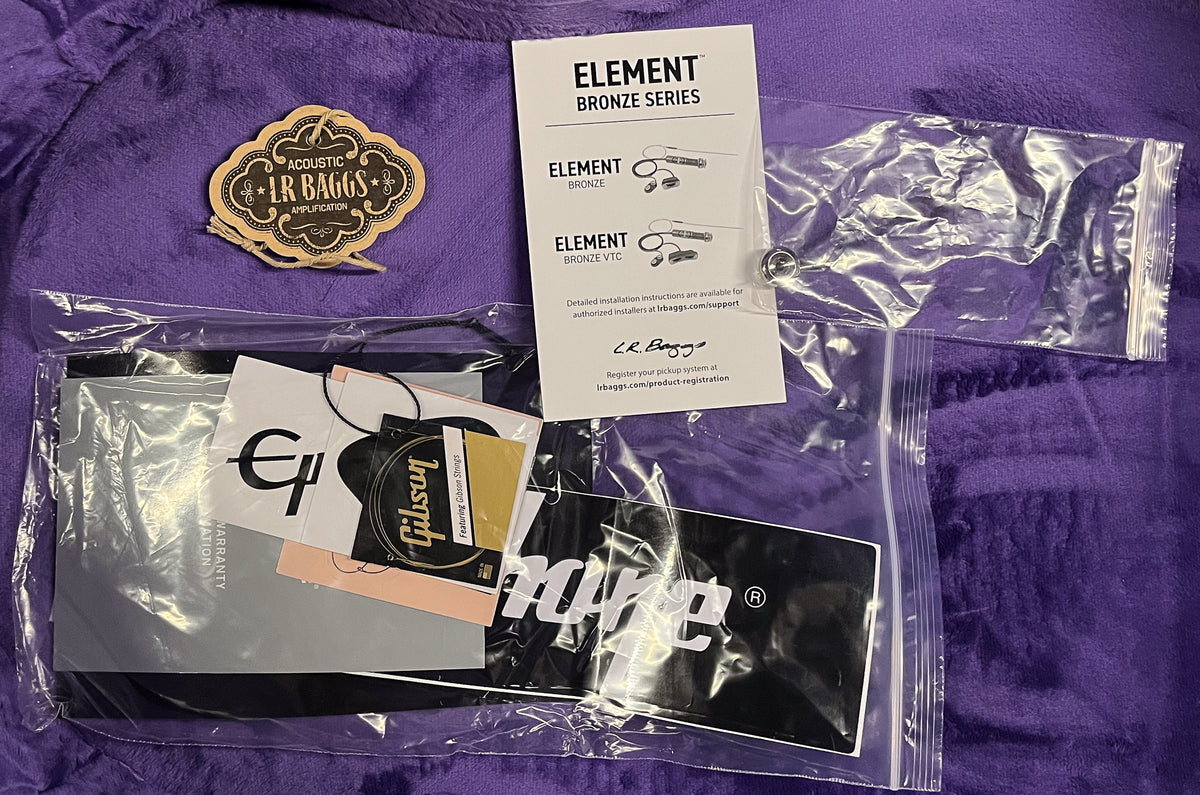 ACOUSTIC
LR BAGGS
AMPLIFICATION
ELEMENT™
BRONZE SERIES
ELEMENT
BRONZE
ELEMENT
BRONZE VTC
Detailed installation instructions are available for
authorized installers at lrbaggs.com/support
L.R. Baggs
Register your pickup system at
lrbaggs.com/product-registration
Gibson
Featuring Gibson Strings
MADE IN
WARRANTY
®